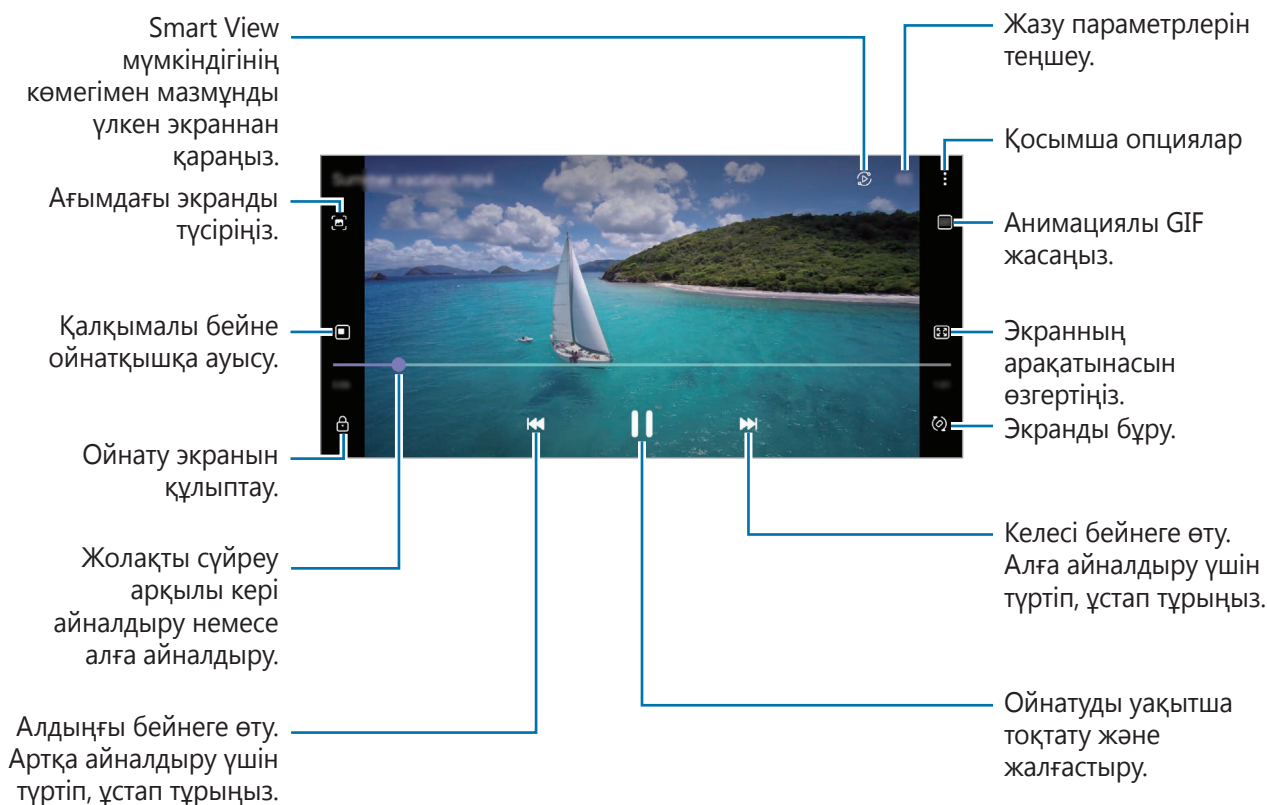 Smart View
мүмкіндігінің
көмегімен мазмұнды
үлкен экраннан
қараңыз.
Ағымдағы экранды
түсіріңіз.
Қалқымалы бейне
ойнатқышқа ауысу.
Ойнату экранын
құлыптау.
Жолақты сүйреу
арқылы кері
айналдыру немесе
алға айналдыру.
Алдыңғы бейнеге өту.
Артқа айналдыру үшін
түртіп, ұстап тұрыңыз.
Жазу параметрлерін
теңшеу.
Қосымша опциялар
Анимациялы GIF
жасаңыз.
Экранның
арақатынасын
өзгертіңіз.
Экранды бұру.
Келесі бейнеге өту.
Алға айналдыру үшін
түртіп, ұстап тұрыңыз.
Ойнатуды уақытша
тоқтату және
жалғастыру.